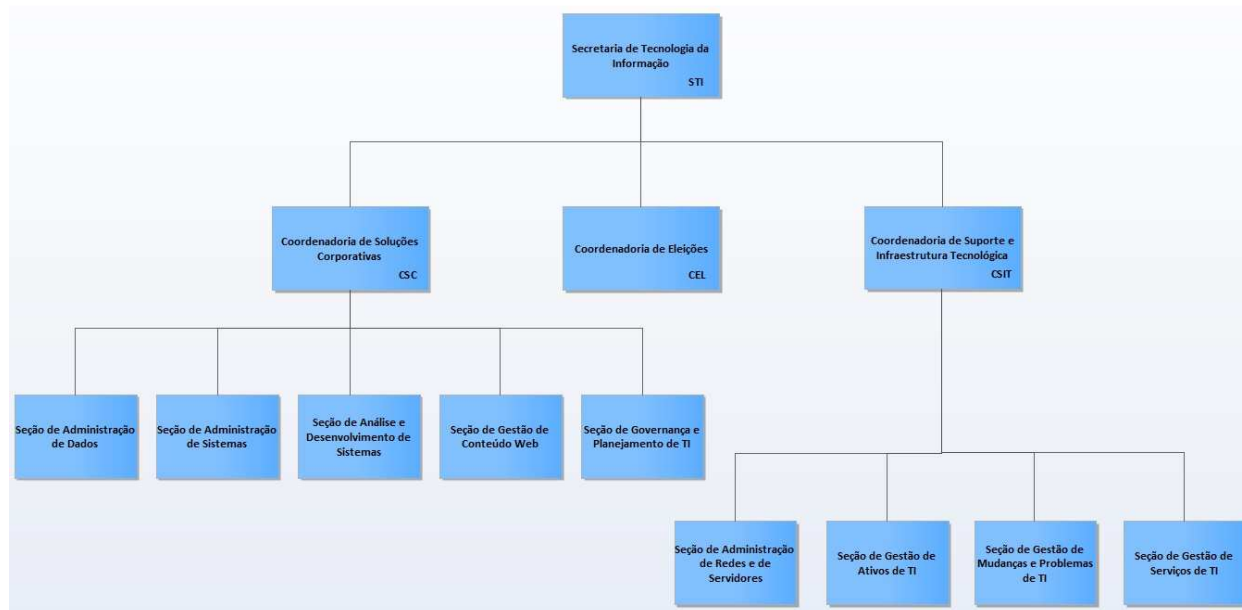 Secretaria de Tecnologia da
Informação
STI
Coordenadoria de Soluções
Corporativas
CSC
Coordenadoria de Eleições
CEL
Coordenadoria de Suporte e
Infraestrutura Tecnológica
CSIT
Seção de Administração
de Dados
Seção de Administração
de Sistemas
Seção de Análise e
Desenvolvimento de
Sistemas
Seção de Gestão de
Conteúdo Web
Seção de Governança e
Planejamento de TI
Seção de Administração
de Redes e de
Servidores
Seção de Gestão de
Ativos de TI
Seção de Gestão de
Mudanças e Problemas
de TI
Seção de Gestão de
Serviços de TI